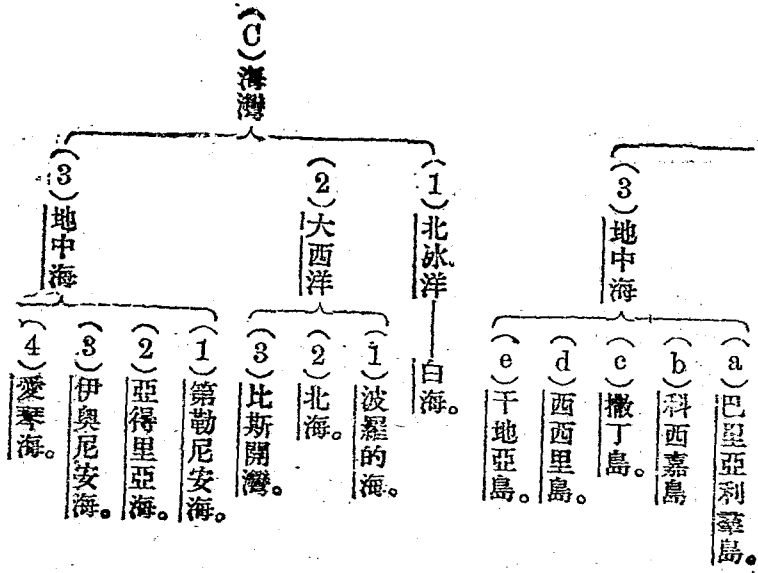 (3)地中海
(a)巴里亞利羣島。
(b)科西嘉島
(c)撒丁島。
(d)西西里島。
(e)干地亞島。
(C)海灣
(1)北冰洋
白海。
(2)大西洋
(1)波羅的海。
(2)北海。
(3)比斯開灣。
(3)地中海
(1)第勒尼安海。
(2)亞得里亞海。
(3)伊奧尼安海。
(4)愛琴海。